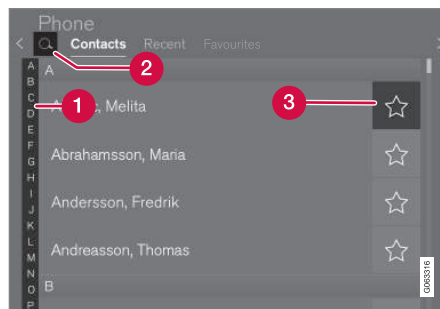 Phone
Contacts Recent Favourites
2
A
B
C
D
E
F
G
H
I
J
K
L
M
N
O
P
A
1
Melita
3
Abrahamsson, Maria
Andersson, Fredrik
Andreasson, Thomas
B
G063316